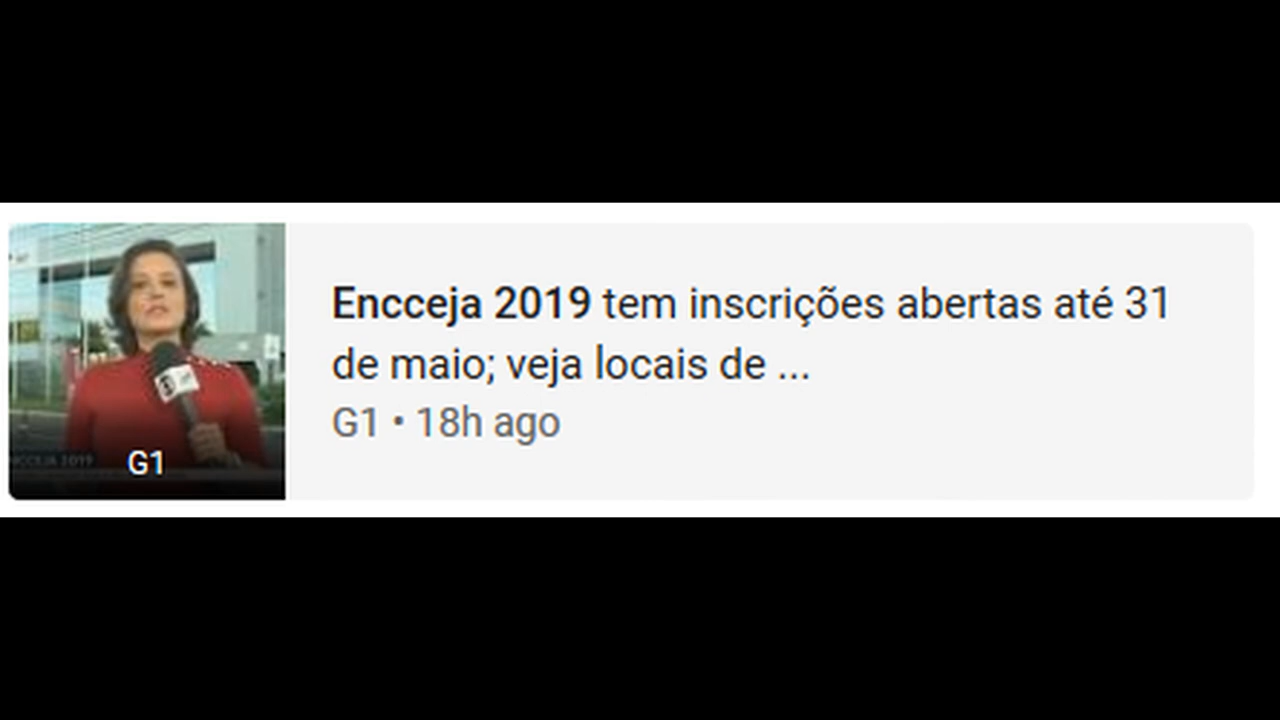 Encceja 2019 tem inscrições abertas até 31
de maio; veja locais de ...
G1 • 18h ago
G1